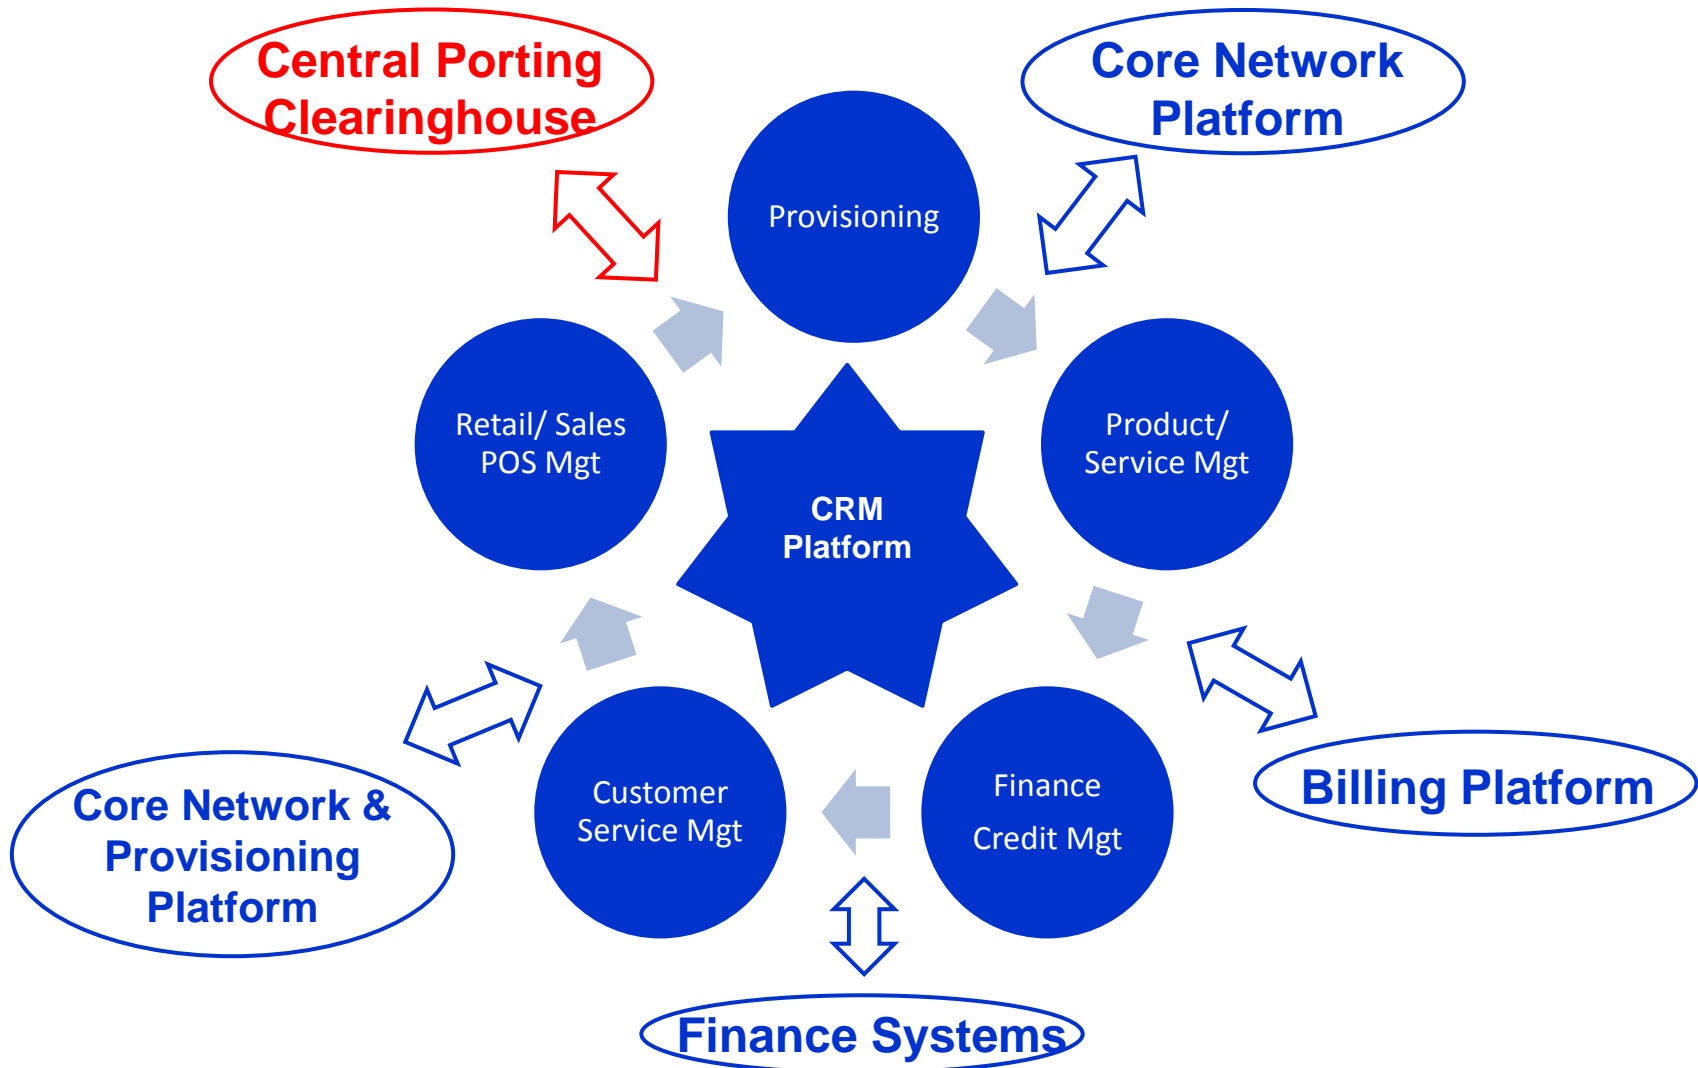 Central Porting
Clearinghouse
Core Network
Platform
Provisioning
Retail/ Sales
POS Mgt
Product/
Service Mgt
CRM
Platform
Core Network &
Provisioning
Platform
Customer
Service Mgt
Finance
Credit Mgt
Billing Platform
Finance Systems